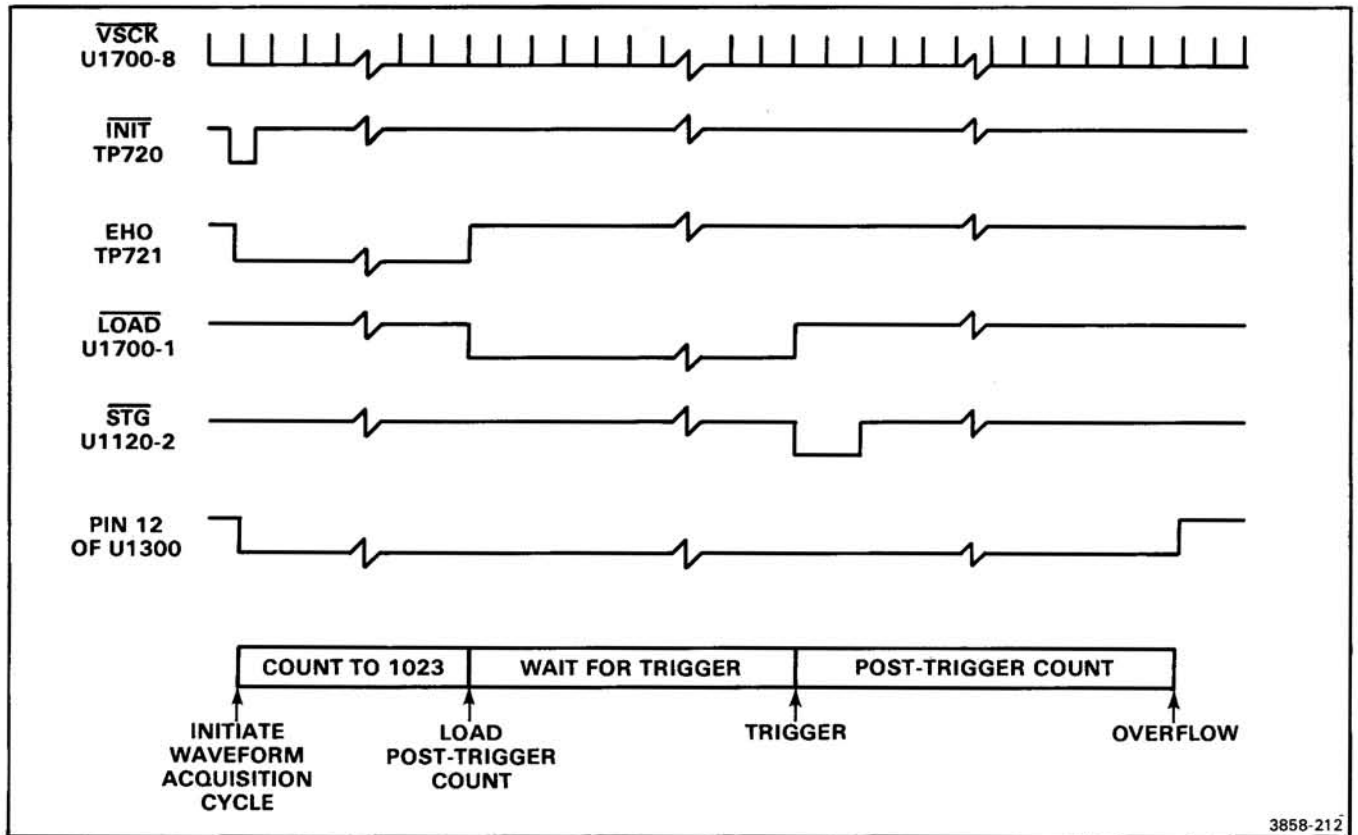 VSCK
U1700-8
INIT
TP720
EHO
TP721
LOAD
U1700-1
STG
U1120-2
PIN 12
OF U1300
COUNT TO 1023
WAIT FOR TRIGGER
POST-TRIGGER COUNT
INITIATE
WAVEFORM
ACQUISITION
CYCLE
LOAD
POST-TRIGGER
COUNT
TRIGGER
OVERFLOW
3858-212